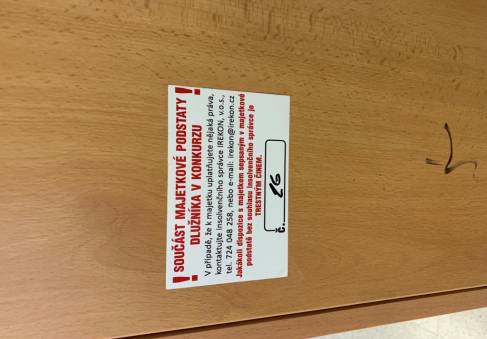 ! SOUČÁST MAJETKOVÉ PODSTATY !
! DLUŽNÍKA V KONKURZU !
V případě, že k majetku uplatňujete nějaká práva,
kontaktujte insolvenčního správce IREKON, v.o.s.,
tel. 724 048 258, nebo e-mail: irekon@irekon.cz
Jakákoli dispozice s majetkem sepsaným v majetkové
podstatě bez souhlasu insolvenčního správce je
TRESTNÝM ČINEM.
Č. 26